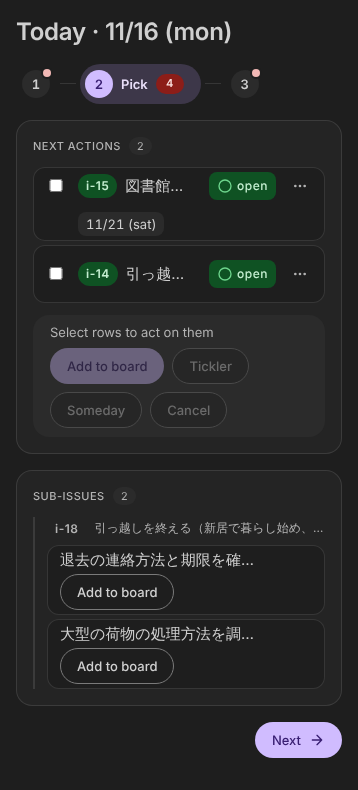 Today · 11/16 (mon)
1
2 Pick 4
3
NEXT ACTIONS 2
i-15 図書館... open ...
11/21 (sat)
i-14 引っ越... open ...
Select rows to act on them
Add to board Tickler
Someday Cancel
SUB-ISSUES 2
i-18 引っ越しを終える（新居で暮らし始め、...
退去の連絡方法と期限を確...
Add to board
大型の荷物の処理方法を調...
Add to board
Next →